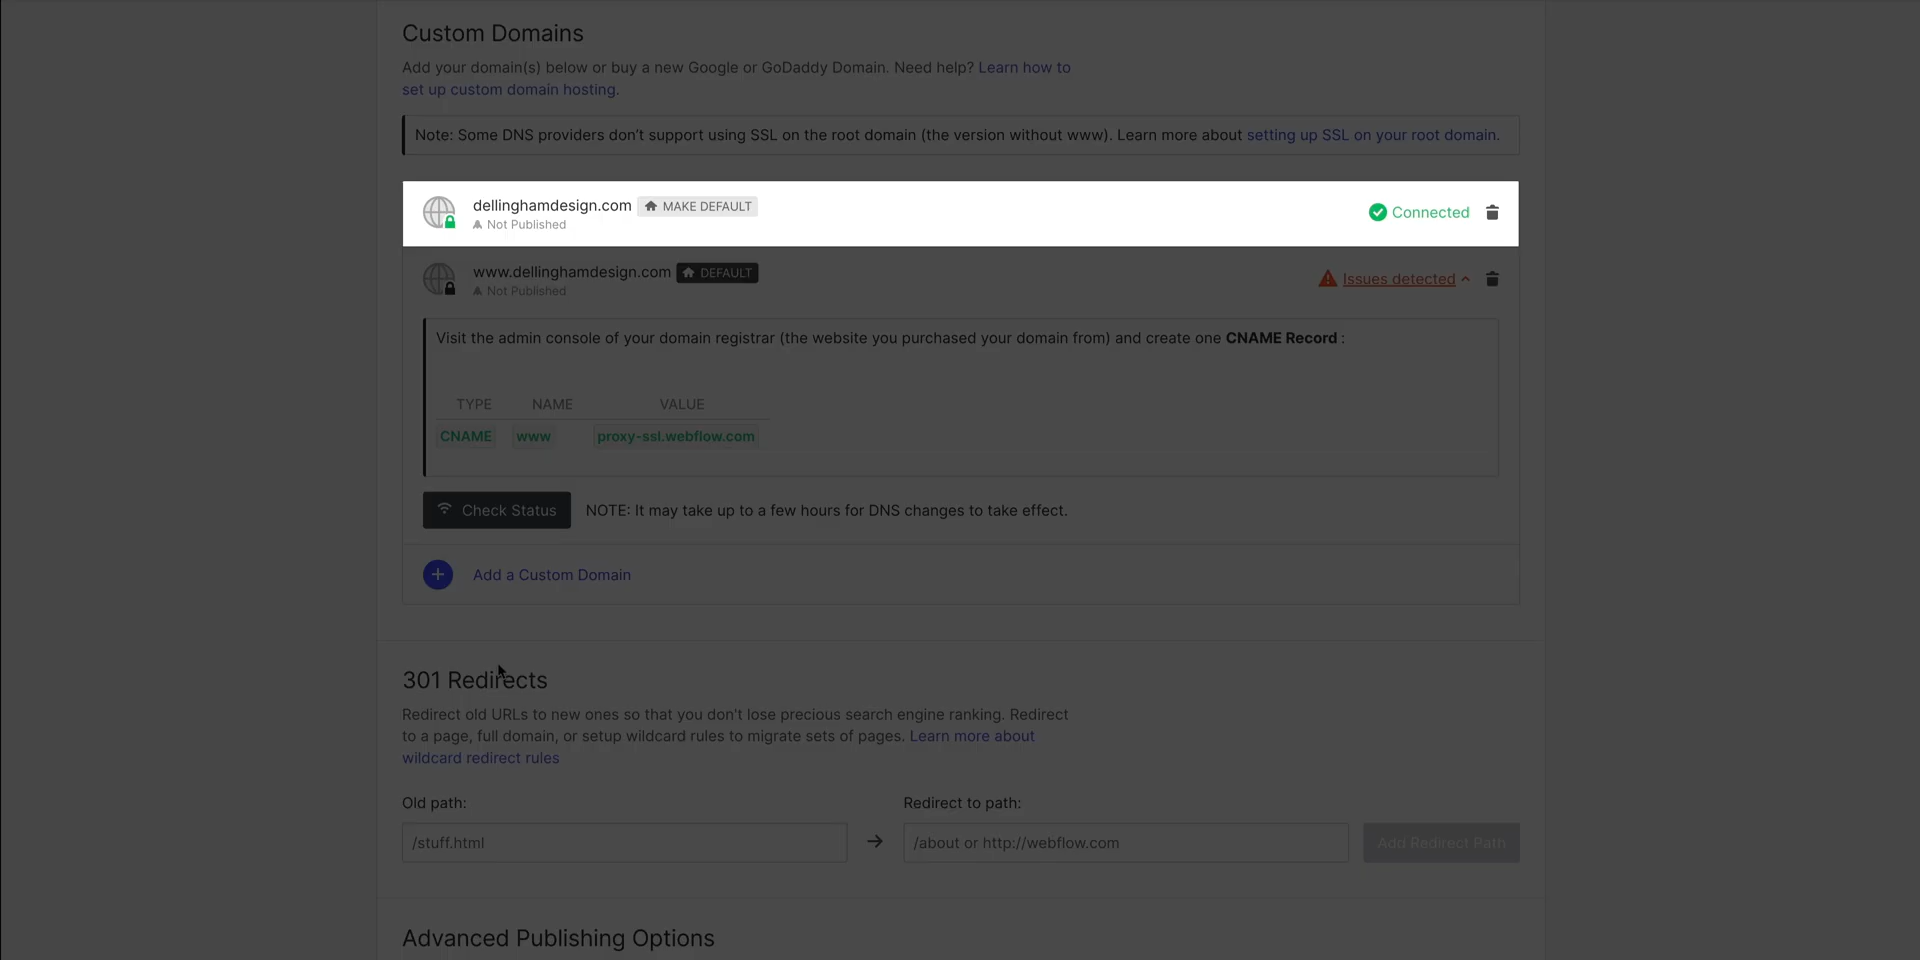 Custom Domains
Add your domain(s) below or buy a new Google or GoDaddy Domain. Need help? Learn how to
set up custom domain hosting.
Note: Some DNS providers don’t support using SSL on the root domain (the version without www). Learn more about setting up SSL on your root domain.
dellinghamdesign.com MAKE DEFAULT
Not Published
Connected
www.dellinghamdesign.com DEFAULT
Not Published
Issues detected
Visit the admin console of your domain registrar (the website you purchased your domain from) and create one CNAME Record :
TYPE NAME VALUE
CNAME www proxy-ssl.webflow.com
Check Status NOTE: It may take up to a few hours for DNS changes to take effect.
Add a Custom Domain
301 Redirects
Redirect old URLs to new ones so that you don't lose precious search engine ranking. Redirect
to a page, full domain, or setup wildcard rules to migrate sets of pages. Learn more about
wildcard redirect rules
Old path: Redirect to path:
/stuff.html /about or http://webflow.com Add Redirect Path
Advanced Publishing Options